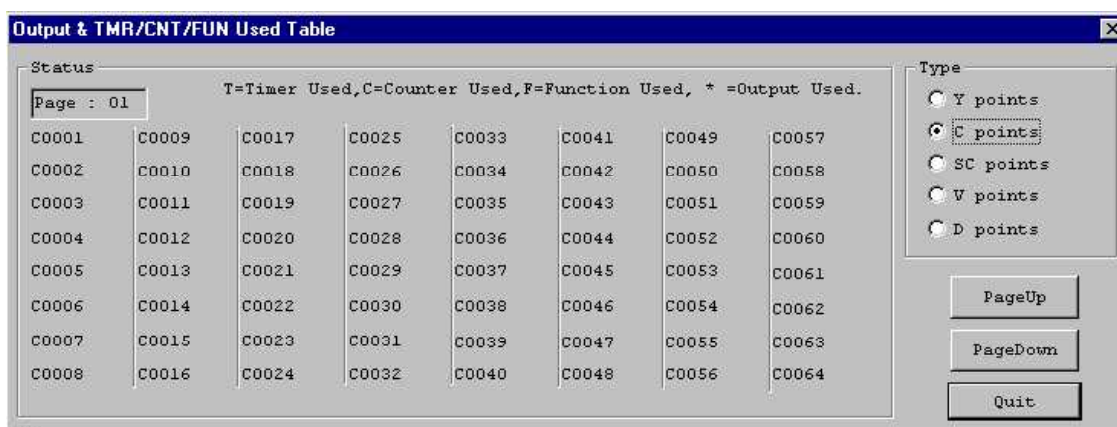 Output & TMR/CNT/FUN Used Table
Status
Page : 01
T=Timer Used,C=Counter Used,F=Function Used, * =Output Used.
C0001 C0009 C0017 C0025 C0033 C0041 C0049 C0057
C0002 C0010 C0018 C0026 C0034 C0042 C0050 C0058
C0003 C0011 C0019 C0027 C0035 C0043 C0051 C0059
C0004 C0012 C0020 C0028 C0036 C0044 C0052 C0060
C0005 C0013 C0021 C0029 C0037 C0045 C0053 C0061
C0006 C0014 C0022 C0030 C0038 C0046 C0054 C0062
C0007 C0015 C0023 C0031 C0039 C0047 C0055 C0063
C0008 C0016 C0024 C0032 C0040 C0048 C0056 C0064
Type
Y points
C points
SC points
V points
D points
PageUp
PageDown
Quit